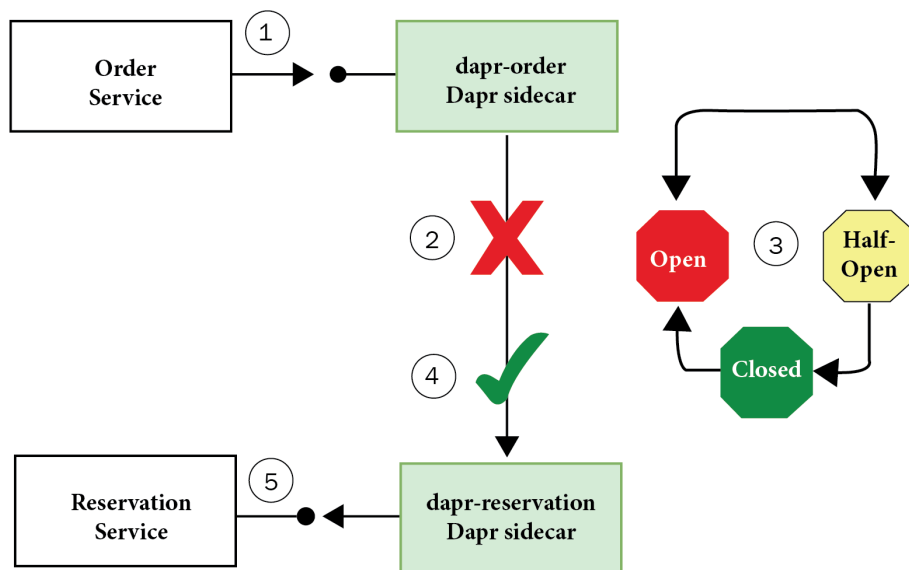 1
Order
Service
dapr-order
Dapr sidecar
2
Open
3
Half-
Open
4
Closed
5
Reservation
Service
dapr-reservation
Dapr sidecar